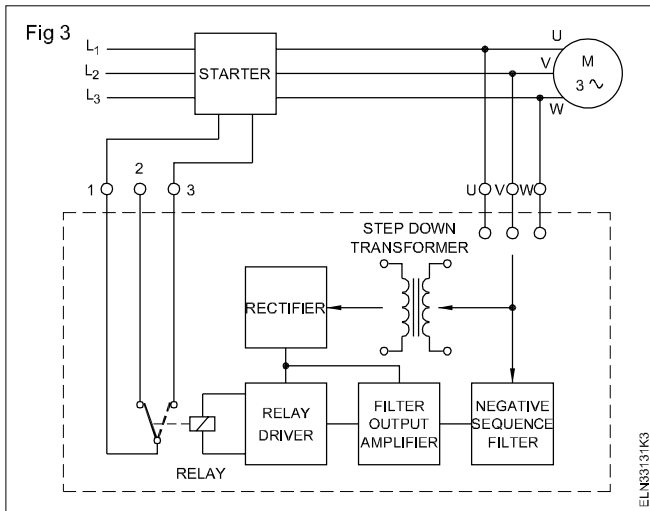 Fig 3
L1
L2
L3
STARTER
U
V
W
M
3 ~
1
2
3
U
V
W
STEP DOWN
TRANSFORMER
RECTIFIER
RELAY
DRIVER
FILTER
OUTPUT
AMPLIFIER
NEGATIVE
SEQUENCE
FILTER
RELAY
ELN33131K3